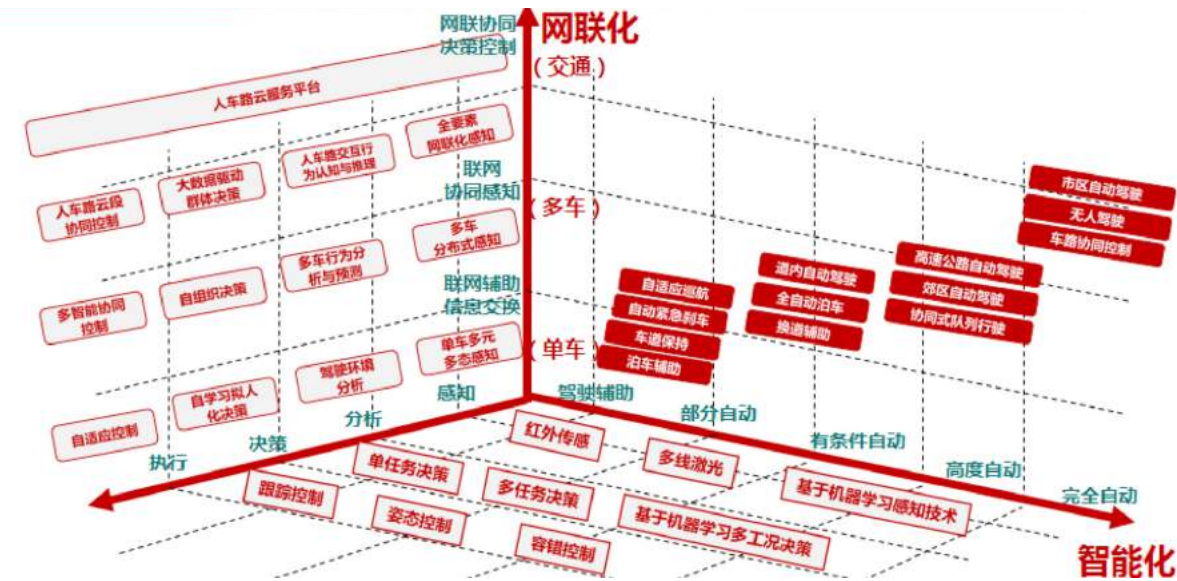 网联协同
决策控制
网联化
(交通)
人车路云服务平台
全要素
网联化感知
人车路交互行
为认知与推理
大数据驱动
群体决策
人车路云段
协同控制
联网
协同感知
(多车)
多车
分布式感知
多车行为分
析与预测
自组织决策
多智能协同
控制
联网辅助
信息交换
(单车)
单车多元
多态感知
驾驶环境
分析
自学习拟人
化决策
自适应控制
市区自动驾驶
无人驾驶
车路协同控制
高速公路自动驾驶
郊区自动驾驶
协同式队列行驶
道内自动驾驶
全自动泊车
换道辅助
自适应巡航
自动紧急刹车
车道保持
泊车辅助
感知
分析
决策
执行
驾驶辅助
部分自动
有条件自动
高度自动
完全自动
红外传感
多线激光
基于机器学习感知技术
单任务决策
多任务决策
基于机器学习多工况决策
跟踪控制
姿态控制
容错控制
智能化